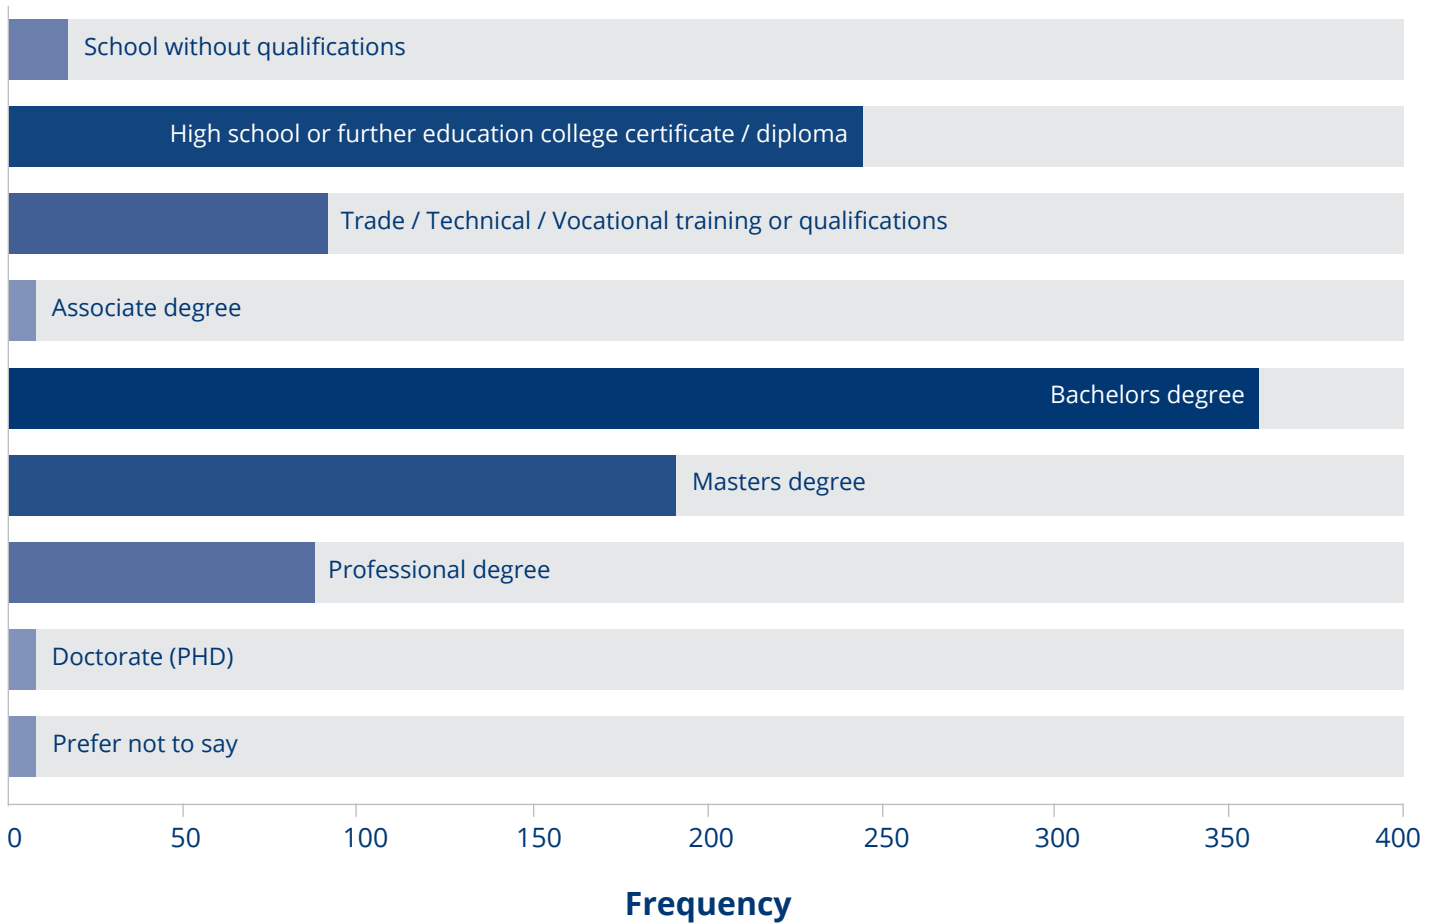 School without qualifications
High school or further education college certificate / diploma
Trade / Technical / Vocational training or qualifications
Associate degree
Bachelors degree
Masters degree
Professional degree
Doctorate (PHD)
Prefer not to say
0 50 100 150 200 250 300 350 400
Frequency